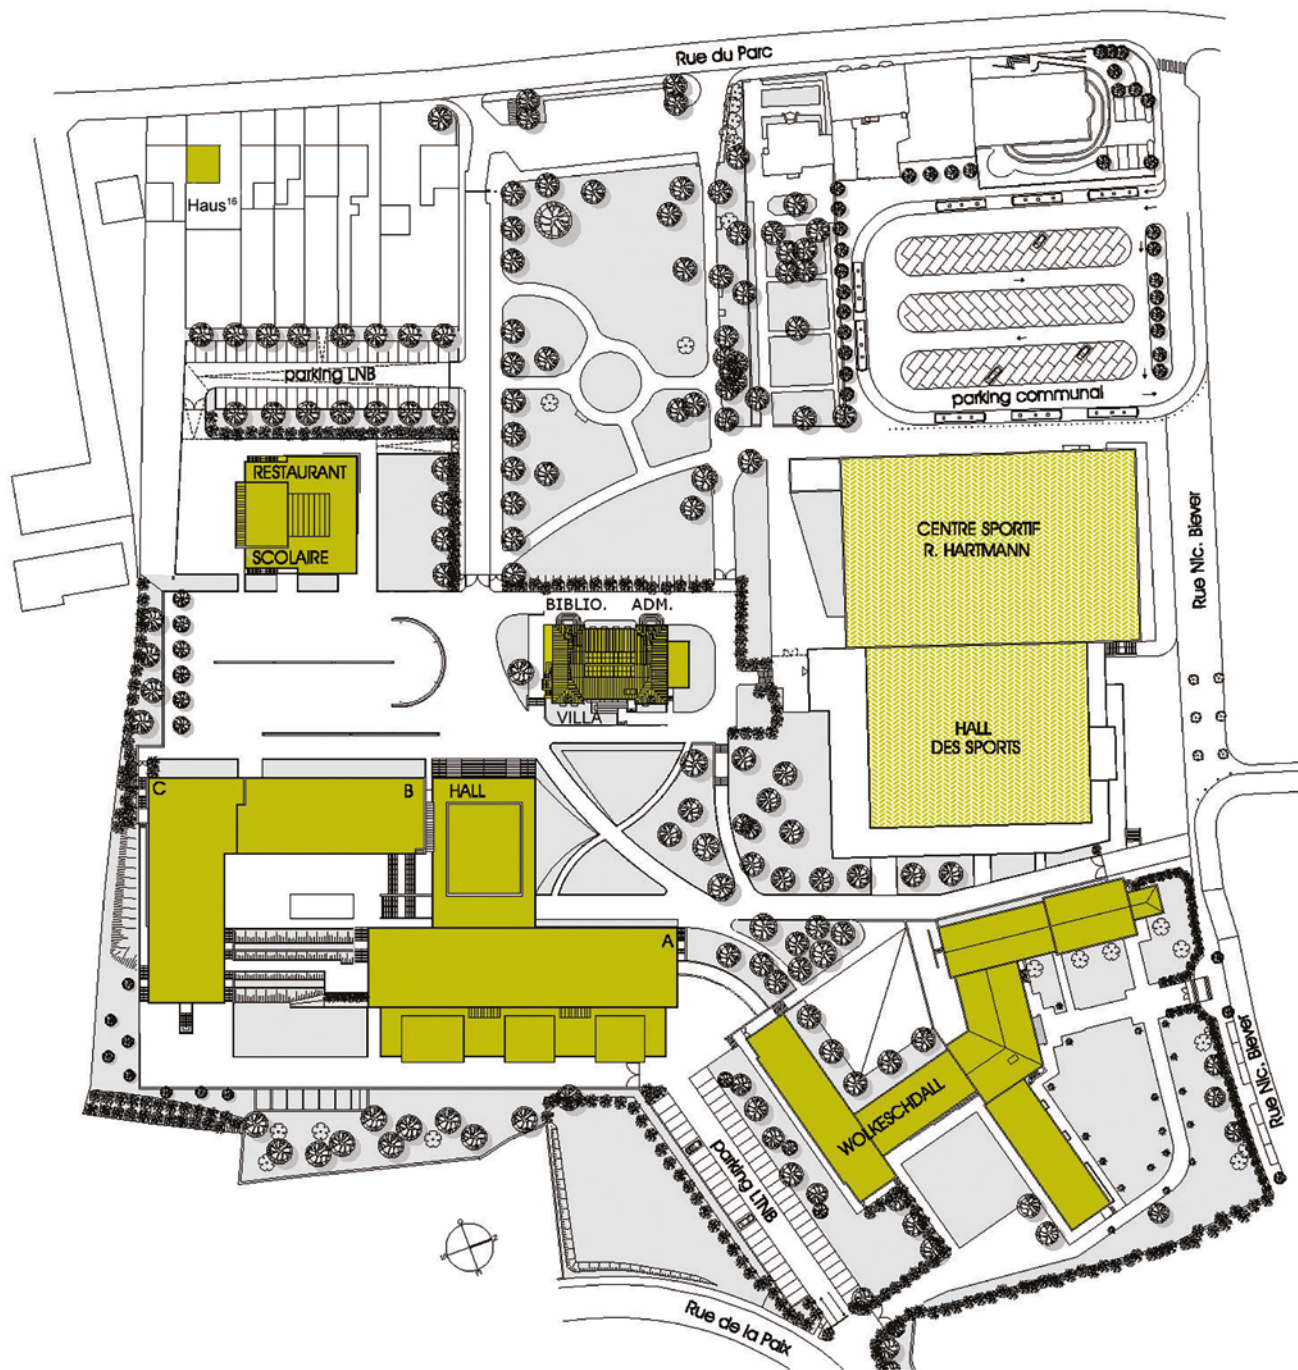 Rue du Parc
Haus¹⁶
parking LNB
parking communal
RESTAURANT
SCOLAIRE
CENTRE SPORTIF
R. HARTMANN
Rue Nic. Biever
BIBLIO. ADM.
VILLA
HALL
DES SPORTS
C
B
HALL
A
WOLKESCHDALL
Rue Nic. Biever
parking LTNB
Rue de la Paix